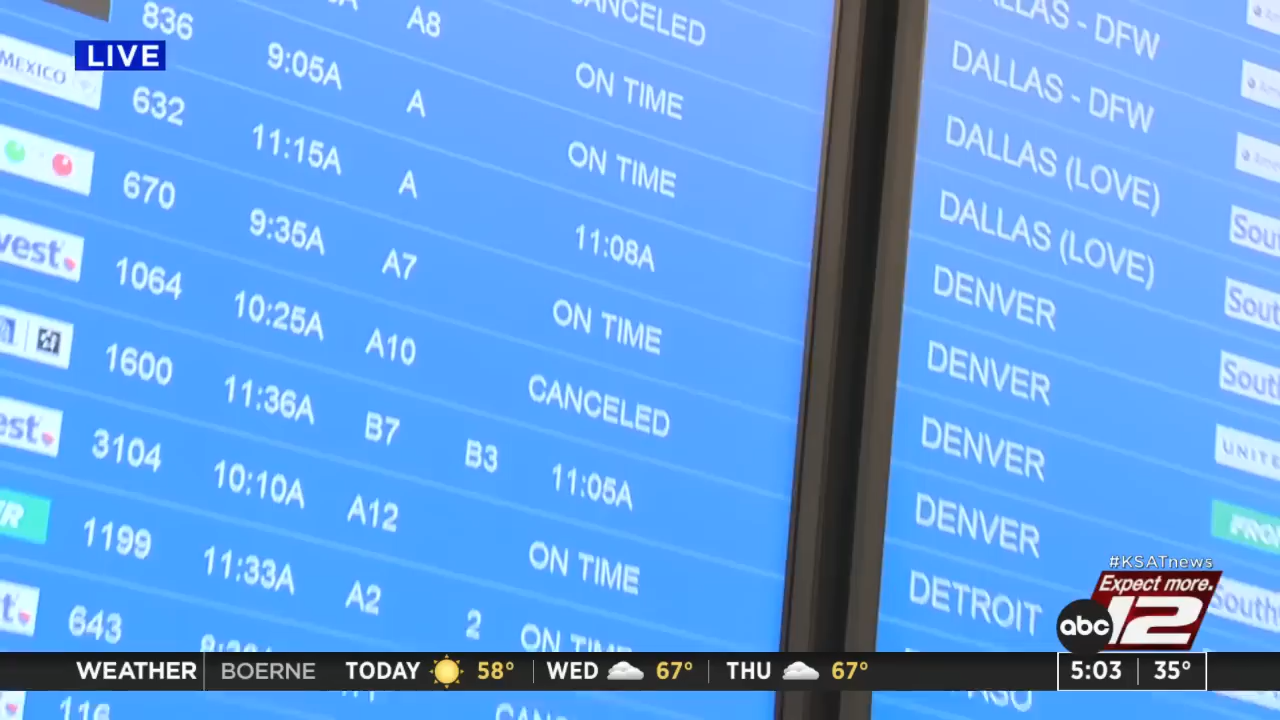 LIVE
CANCELED
A8 ON TIME
836 9:05A A ON TIME
MEXICO 632 11:15A A 11:08A
670 9:35A A7 ON TIME
1064 10:25A A10 CANCELED
1600 11:36A B7 B3 11:05A
3104 10:10A A12 ON TIME
1199 11:33A A2 2 ON TIME
643
116
DALLAS - DFW
DALLAS - DFW
DALLAS (LOVE)
DALLAS (LOVE)
DENVER
DENVER
DENVER
DENVER
DETROIT
#KSATnews
Expect more.
abc 12
WEATHER BOERNE TODAY 58° WED 67° THU 67° 5:03 35°